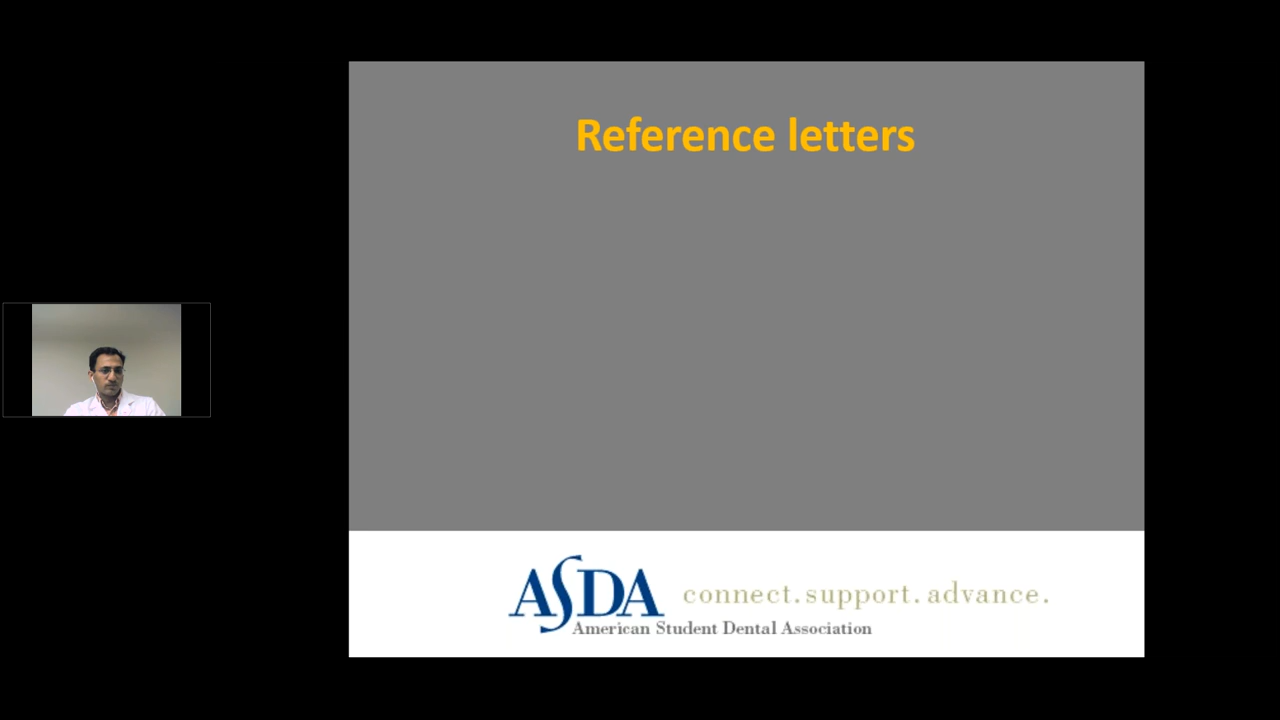 Reference letters
ASDA connect. support. advance.
American Student Dental Association